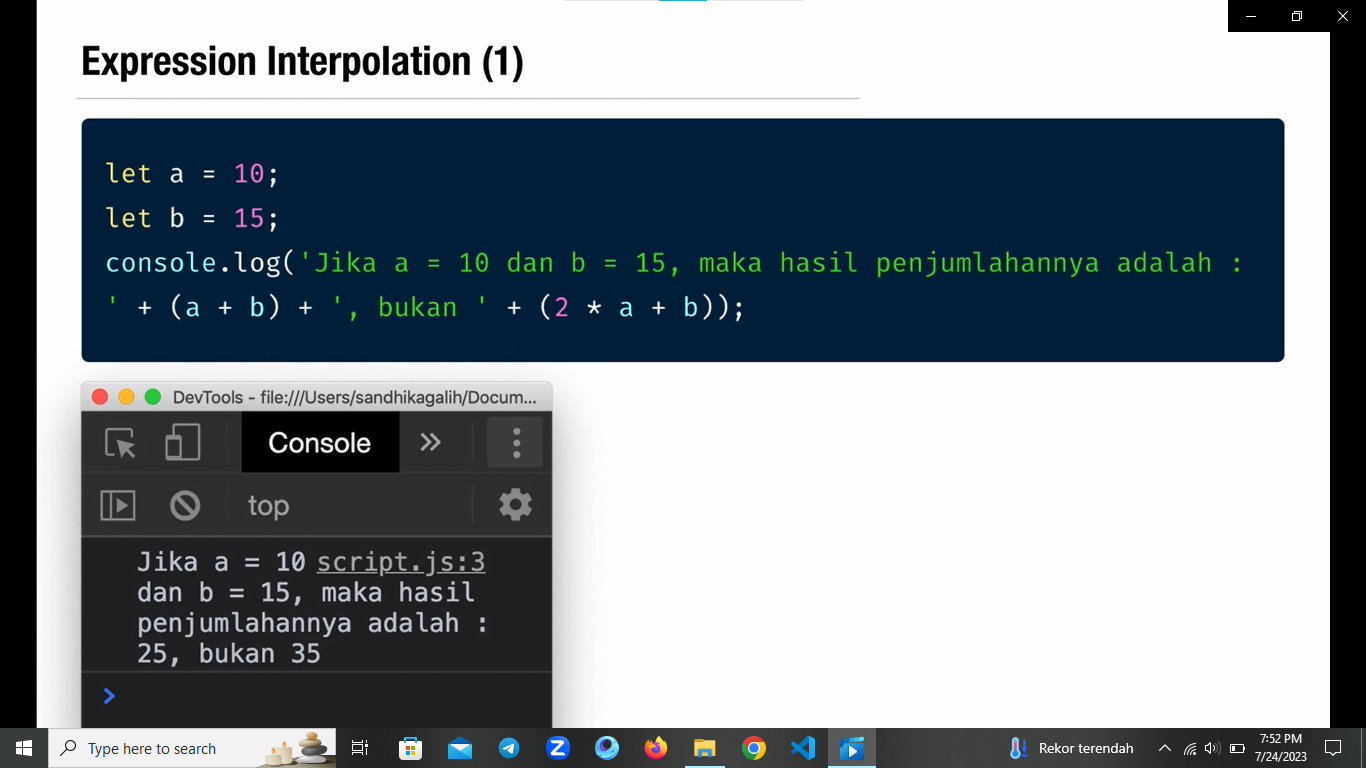 Expression Interpolation (1)
let a = 10;
let b = 15;
console.log('Jika a = 10 dan b = 15, maka hasil penjumlahannya adalah :
' + (a + b) + ', bukan ' + (2 * a + b));
DevTools - file:///Users/sandhikagalih/Docum...
Console
top
Jika a = 10 script.js:3
dan b = 15, maka hasil
penjumlahannya adalah :
25, bukan 35
Type here to search
Rekor terendah
7:52 PM
7/24/2023